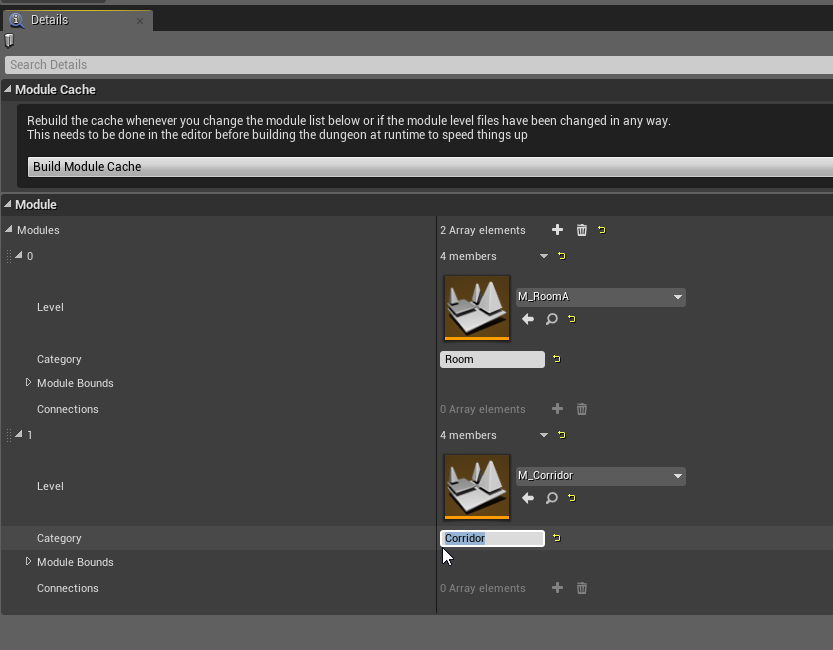 Details
Search Details
Module Cache
Rebuild the cache whenever you change the module list below or if the module level files have been changed in any way.
This needs to be done in the editor before building the dungeon at runtime to speed things up
Build Module Cache
Module
Modules 2 Array elements
0 4 members
Level M_RoomA
Category Room
Module Bounds
Connections 0 Array elements
1 4 members
Level M_Corridor
Category Corridor
Module Bounds
Connections 0 Array elements